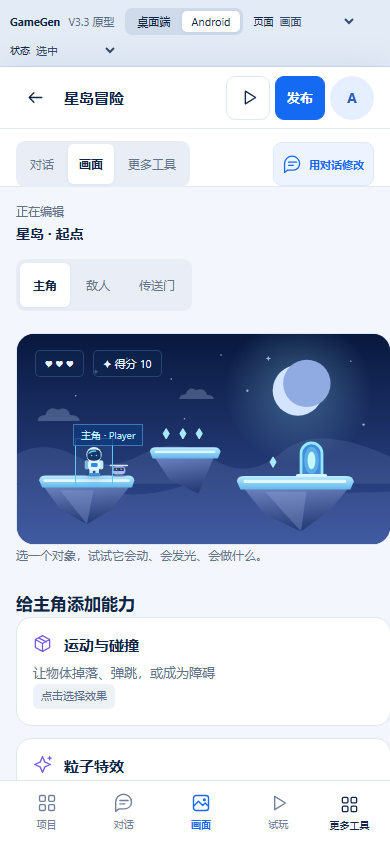 GameGen V3.3 原型 桌面端 Android 页面 画面
状态 选中
星岛冒险 发布 A
对话 画面 更多工具 用对话修改
正在编辑
星岛 · 起点
主角 敌人 传送门
得分 10
主角 · Player
选一个对象，试试它会动、会发光、会做什么。
给主角添加能力
运动与碰撞
让物体掉落、弹跳，或成为障碍
点击选择效果
粒子特效
项目 对话 画面 试玩 更多工具